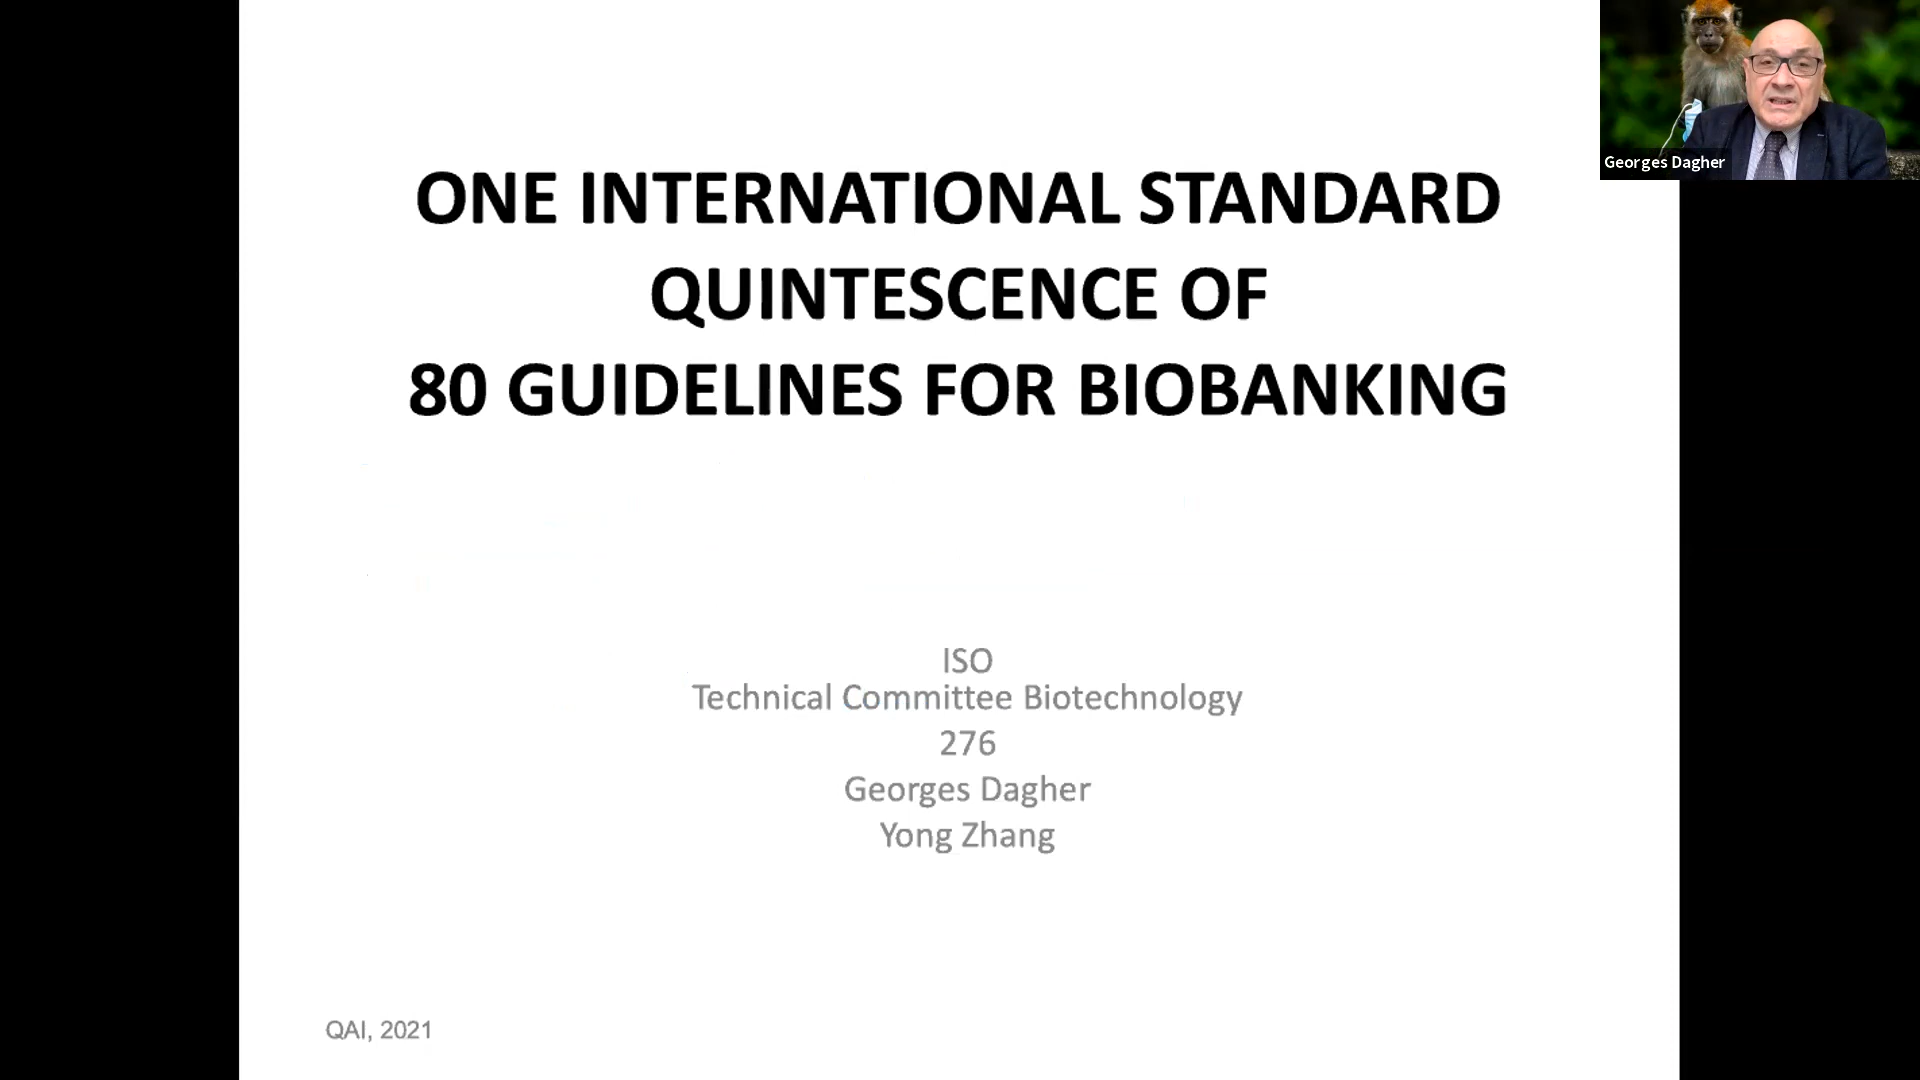 ONE INTERNATIONAL STANDARD
QUINTESCENCE OF
80 GUIDELINES FOR BIOBANKING
ISO
Technical Committee Biotechnology
276
Georges Dagher
Yong Zhang
QAI, 2021
Georges Dagher